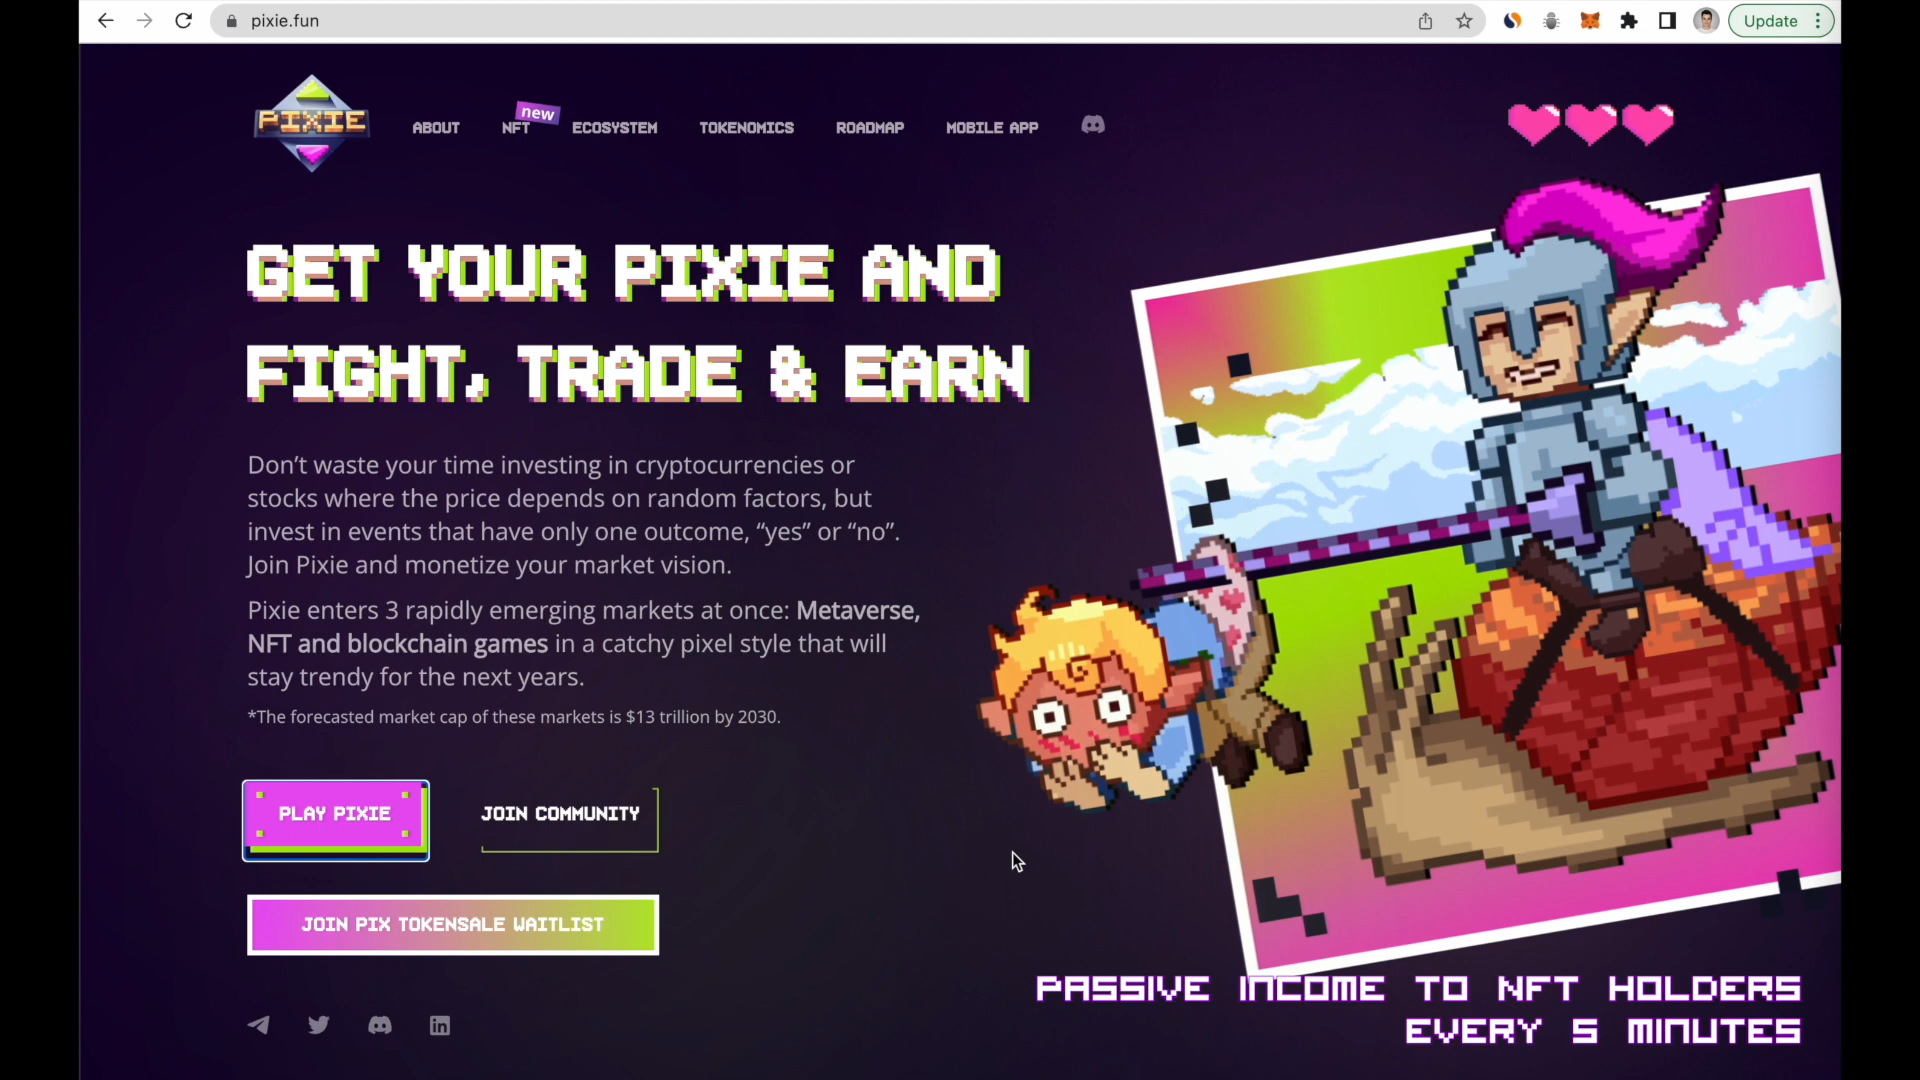 pixie.fun
Update
PIXIE
ABOUT
NFT
new
ECOSYSTEM
TOKENOMICS
ROADMAP
MOBILE APP
GET YOUR PIXIE AND
FIGHT, TRADE & EARN
Don’t waste your time investing in cryptocurrencies or
stocks where the price depends on random factors, but
invest in events that have only one outcome, “yes” or “no”.
Join Pixie and monetize your market vision.
Pixie enters 3 rapidly emerging markets at once: Metaverse,
NFT and blockchain games in a catchy pixel style that will
stay trendy for the next years.
*The forecasted market cap of these markets is $13 trillion by 2030.
PLAY PIXIE
JOIN COMMUNITY
JOIN PIX TOKENSALE WAITLIST
PASSIVE INCOME TO NFT HOLDERS
EVERY 5 MINUTES